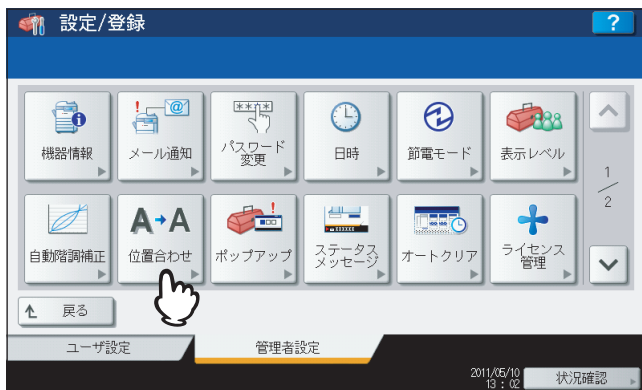 設定/登録
?
機器情報
メール通知
パスワード
変更
日時
節電モード
表示レベル
1
2
自動階調補正
A→A
位置合わせ
ポップアップ
ステータス
メッセージ
オートクリア
ライセンス
管理
戻る
ユーザ設定
管理者設定
2011/05/10
13 : 02
状況確認